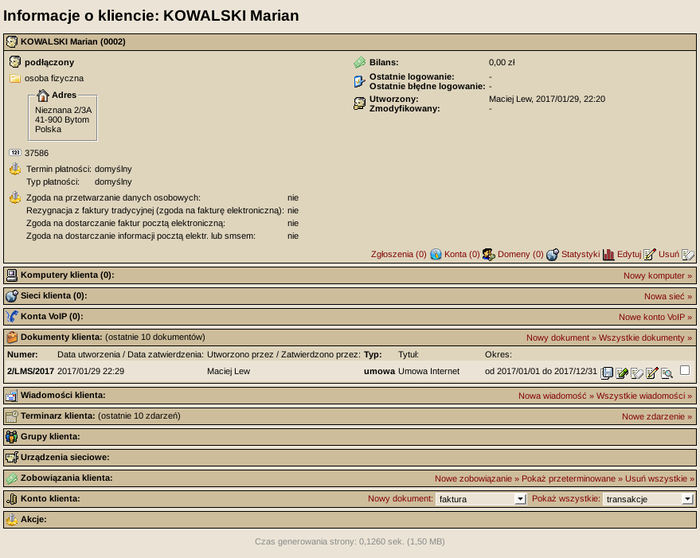 Informacje o kliencie: KOWALSKI Marian
KOWALSKI Marian (0002)
podłączony
osoba fizyczna
Adres
Nieznana 2/3A
41-900 Bytom
Polska
37586
Termin płatności: domyślny
Typ płatności: domyślny
Zgoda na przetwarzanie danych osobowych: nie
Rezygnacja z faktury tradycyjnej (zgoda na fakturę elektroniczną): nie
Zgoda na dostarczanie faktur pocztą elektroniczną: nie
Zgoda na dostarczanie informacji pocztą elektr. lub smsem: nie
Bilans: 0,00 zł
Ostatnie logowanie: -
Ostatnie błędne logowanie: -
Utworzony: Maciej Lew, 2017/01/29, 22:20
Zmodyfikowany: -
Zgłoszenia (0) Konta (0) Domeny (0) Statystyki Edytuj Usuń
Komputery klienta (0): Nowy komputer »
Sieci klienta (0): Nowa sieć »
Konta VoIP (0): Nowe konto VoIP »
Dokumenty klienta: (ostatnie 10 dokumentów) Nowy dokument » Wszystkie dokumenty »
Numer: Data utworzenia / Data zatwierdzenia: Utworzono przez / Zatwierdzono przez: Typ: Tytuł: Okres:
2/LMS/2017 2017/01/29 22:29 Maciej Lew umowa Umowa Internet od 2017/01/01 do 2017/12/31
Wiadomości klienta: Nowa wiadomość » Wszystkie wiadomości »
Terminarz klienta: (ostatnie 10 zdarzeń) Nowe zdarzenie »
Grupy klienta:
Urządzenia sieciowe:
Zobowiązania klienta: Nowe zobowiązanie » Pokaż przeterminowane » Usuń wszystkie »
Konto klienta: Nowy dokument: faktura Pokaż wszystkie: transakcje
Akcje:
Czas generowania strony: 0,1260 sek. (1,50 MB)